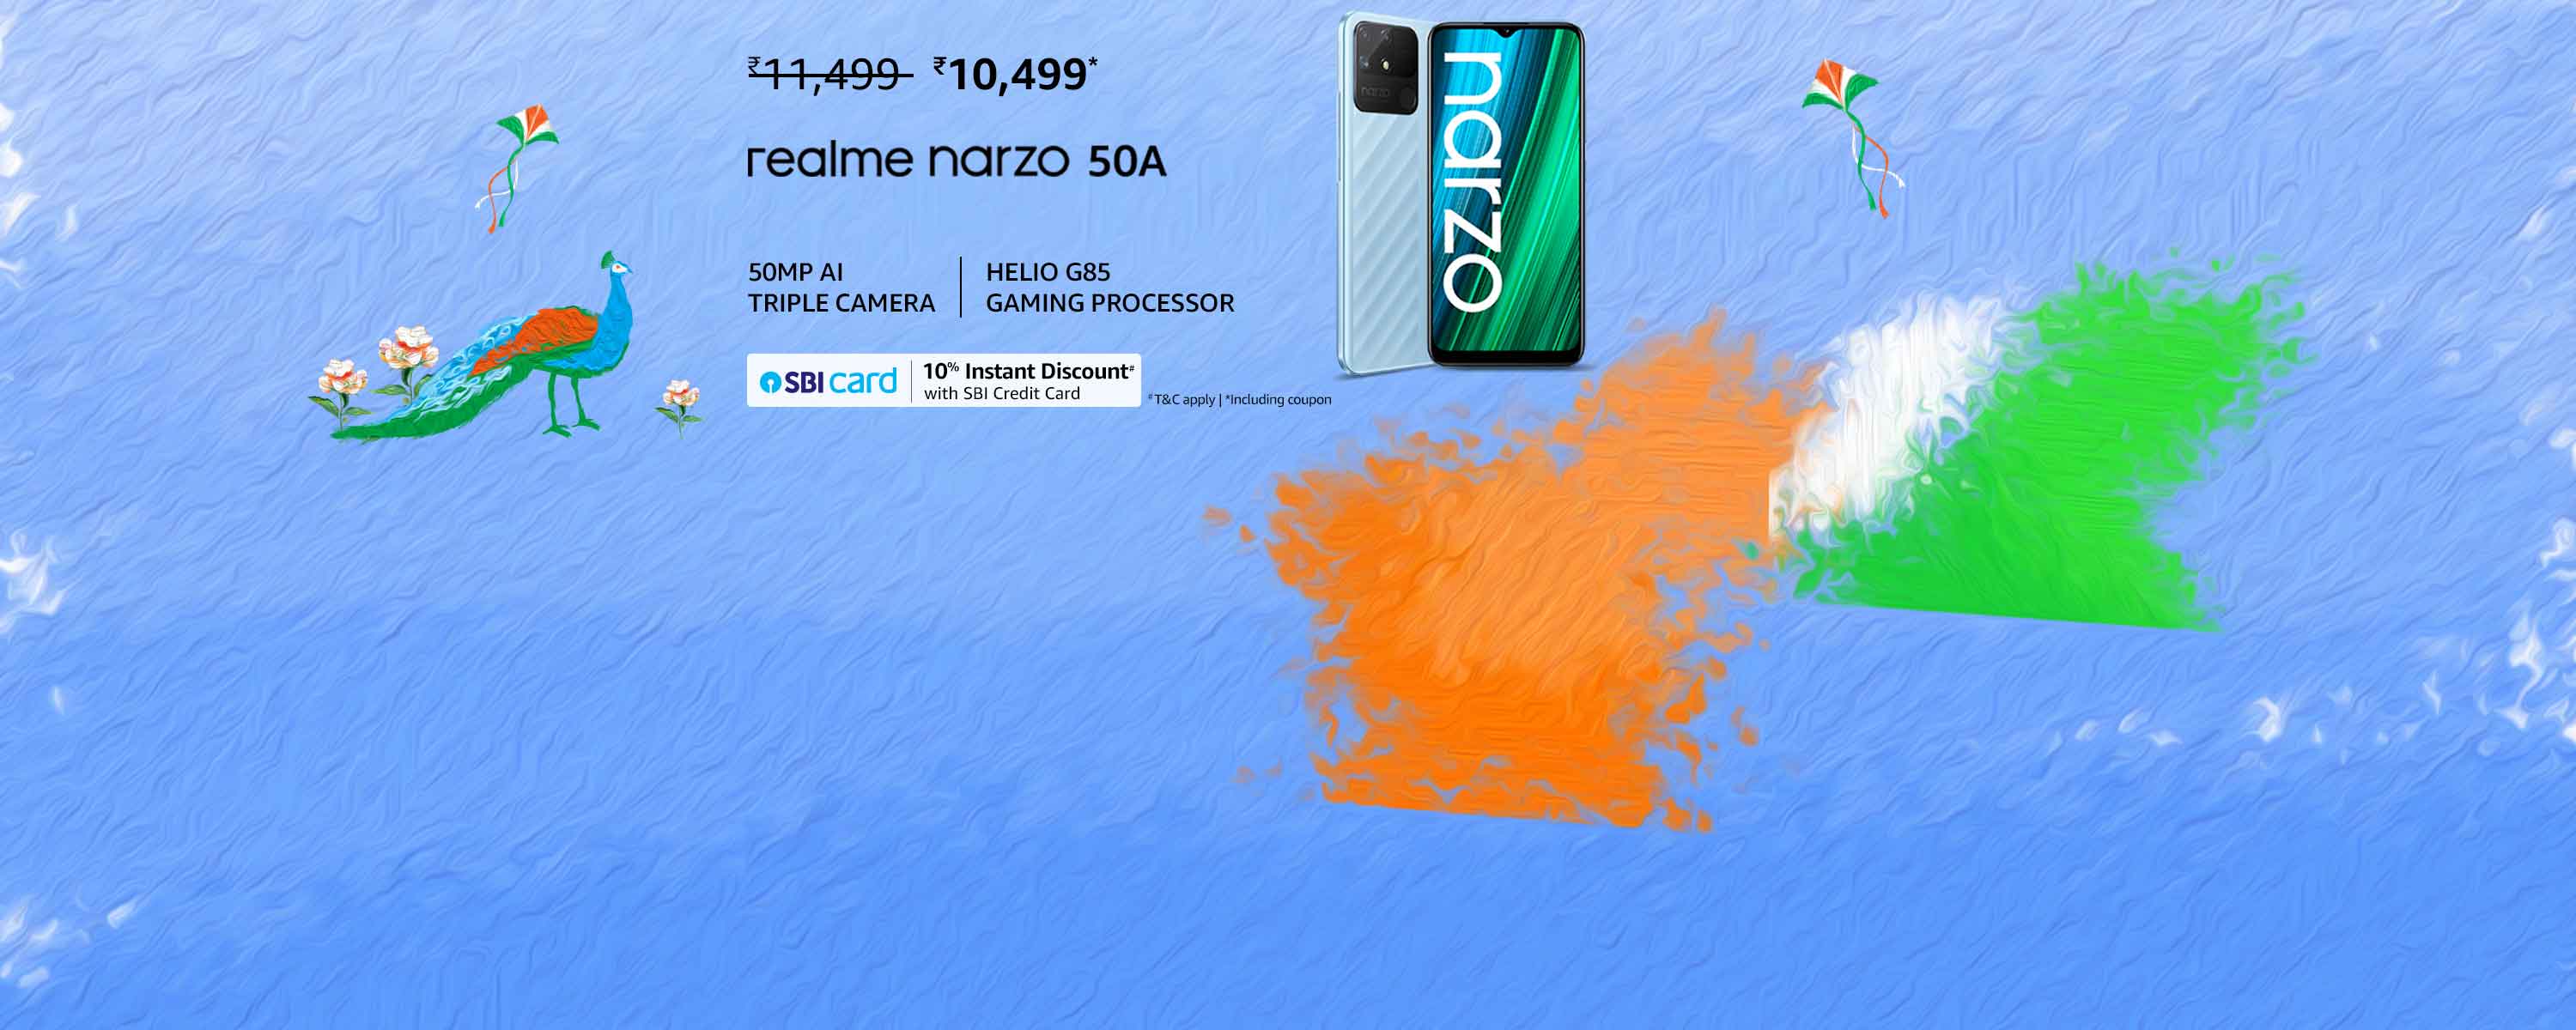 ₹11,499 ₹10,499*
realme narzo 50A
50MP AI
TRIPLE CAMERA
HELIO G85
GAMING PROCESSOR
SBI card
10% Instant Discount#
with SBI Credit Card
#T&C apply | *Including coupon
narzo
narzo